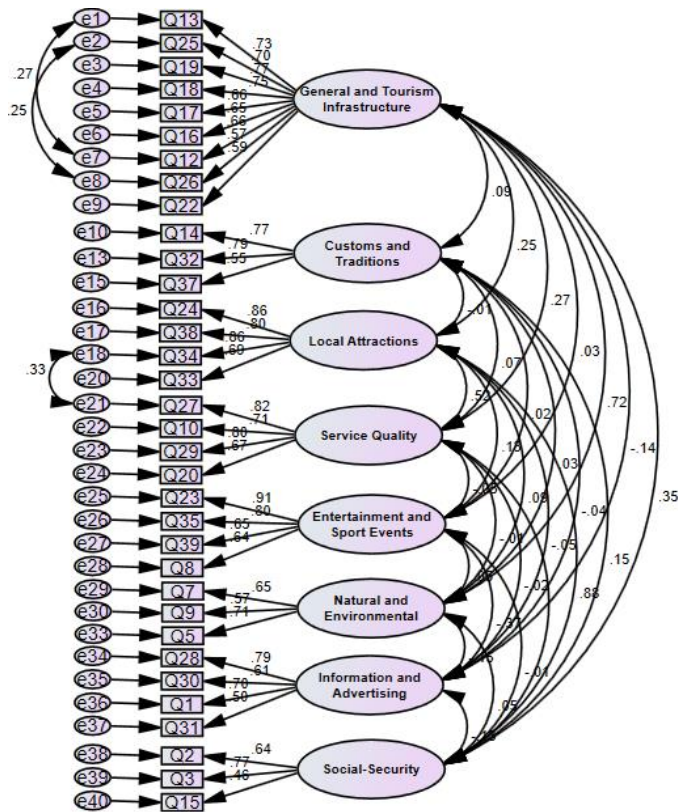 e1 Q13
e2 Q25
e3 Q19
e4 Q18
e5 Q17
e6 Q16
e7 Q12
e8 Q26
e9 Q22
.27
.25
.73
.70
.77
.75
.65
.66
.57
.59
General and Tourism
Infrastructure
e10 Q14
e13 Q32
e15 Q37
.77
.79
.55
Customs and
Traditions
e16 Q24
e17 Q38
e18 Q34
e20 Q33
.86
.80
.86
.69
Local Attractions
.33
e21 Q27
e22 Q10
e23 Q29
e24 Q20
.82
.71
.80
.67
Service Quality
e25 Q23
e26 Q35
e27 Q39
e28 Q8
.91
.80
.65
.64
Entertainment and
Sport Events
e29 Q7
e30 Q9
e33 Q5
.65
.57
.71
Natural and
Environmental
e34 Q28
e35 Q30
e36 Q1
e37 Q31
.79
.61
.70
.50
Information and
Advertising
e38 Q2
e39 Q3
e40 Q15
.64
.77
.46
Social-Security
.09
.25
.27
.03
.72
-.14
.35
-.01
.07
.02
.03
-.04
.15
.09
-.05
.88
-.01
-.02
-.01
.05